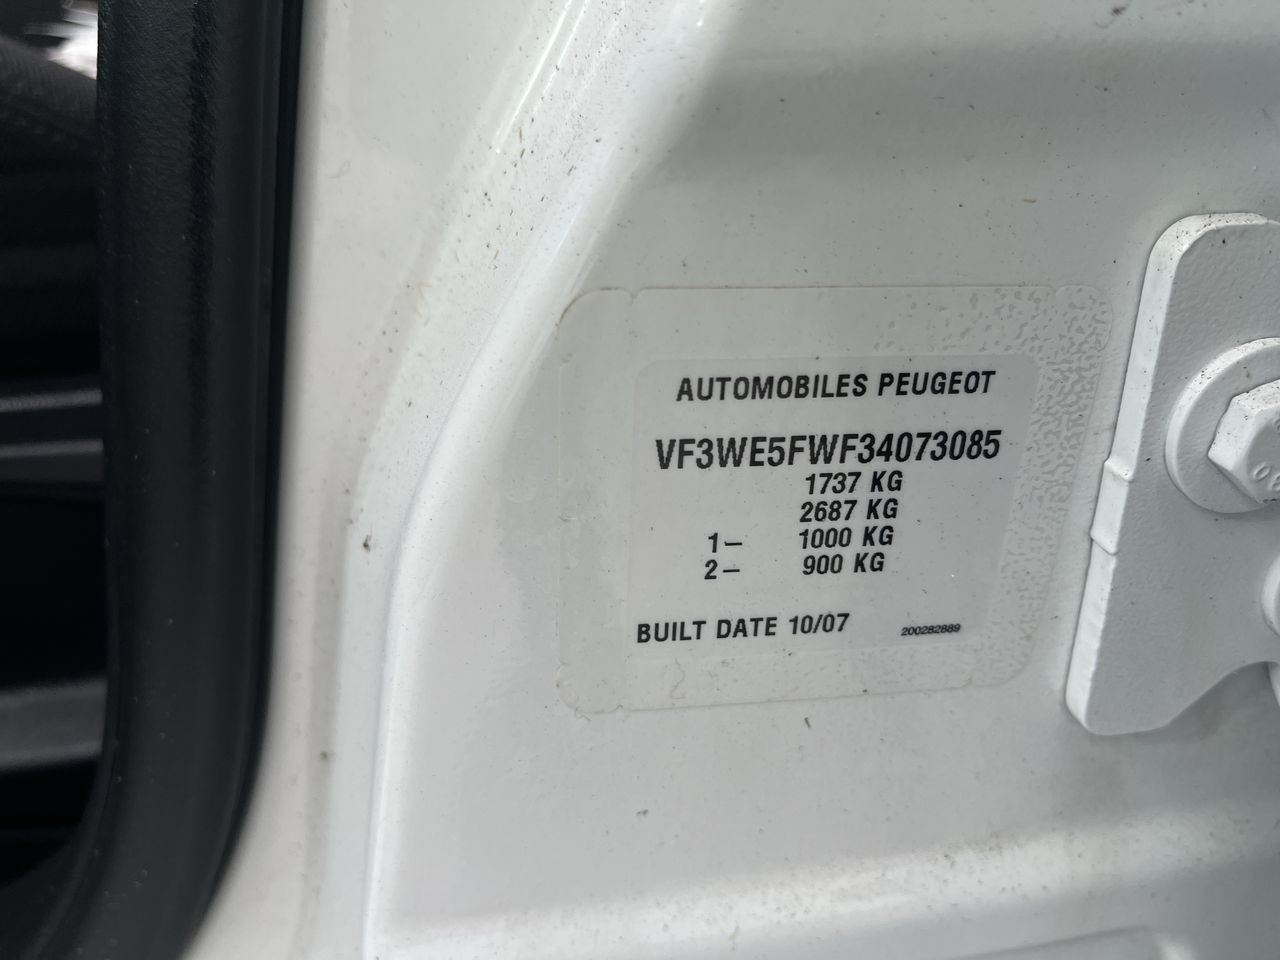 AUTOMOBILES PEUGEOT
VF3WE5FWF34073085
1737 KG
2687 KG
1- 1000 KG
2- 900 KG
BUILT DATE 10/07 200282889